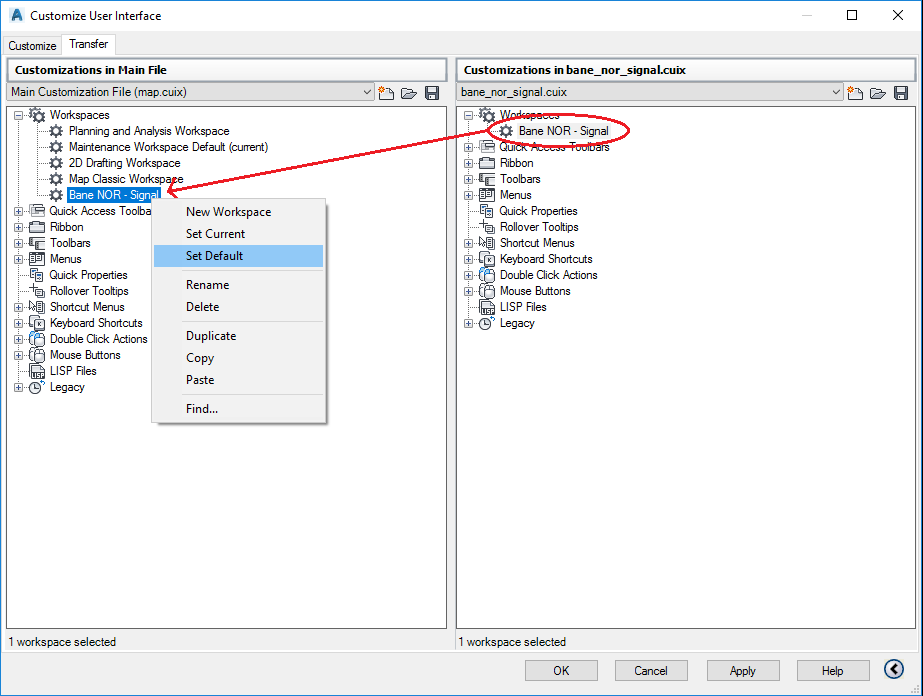 Customize User Interface
Customize Transfer
Customizations in Main File
Main Customization File (map.cuix)
Workspaces
Planning and Analysis Workspace
Maintenance Workspace Default (current)
2D Drafting Workspace
Map Classic Workspace
Bane NOR - Signal
Quick Access Toolba
Ribbon
Toolbars
Menus
Quick Properties
Rollover Tooltips
Shortcut Menus
Keyboard Shortcuts
Double Click Actions
Mouse Buttons
LISP Files
Legacy
New Workspace
Set Current
Set Default
Rename
Delete
Duplicate
Copy
Paste
Find...
1 workspace selected
Customizations in bane_nor_signal.cuix
bane_nor_signal.cuix
Workspaces
Bane NOR - Signal
Quick Access Toolbars
Ribbon
Toolbars
Menus
Quick Properties
Rollover Tooltips
Shortcut Menus
Keyboard Shortcuts
Double Click Actions
Mouse Buttons
LISP Files
Legacy
1 workspace selected
OK Cancel Apply Help